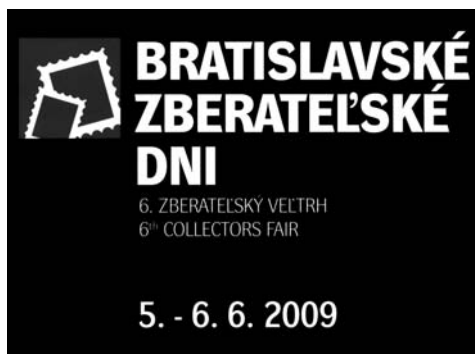 BRATISLAVSKÉ
ZBERATEĽSKÉ
DNI
6. ZBERATEĽSKÝ VEĽTRH
6th COLLECTORS FAIR
5. - 6. 6. 2009